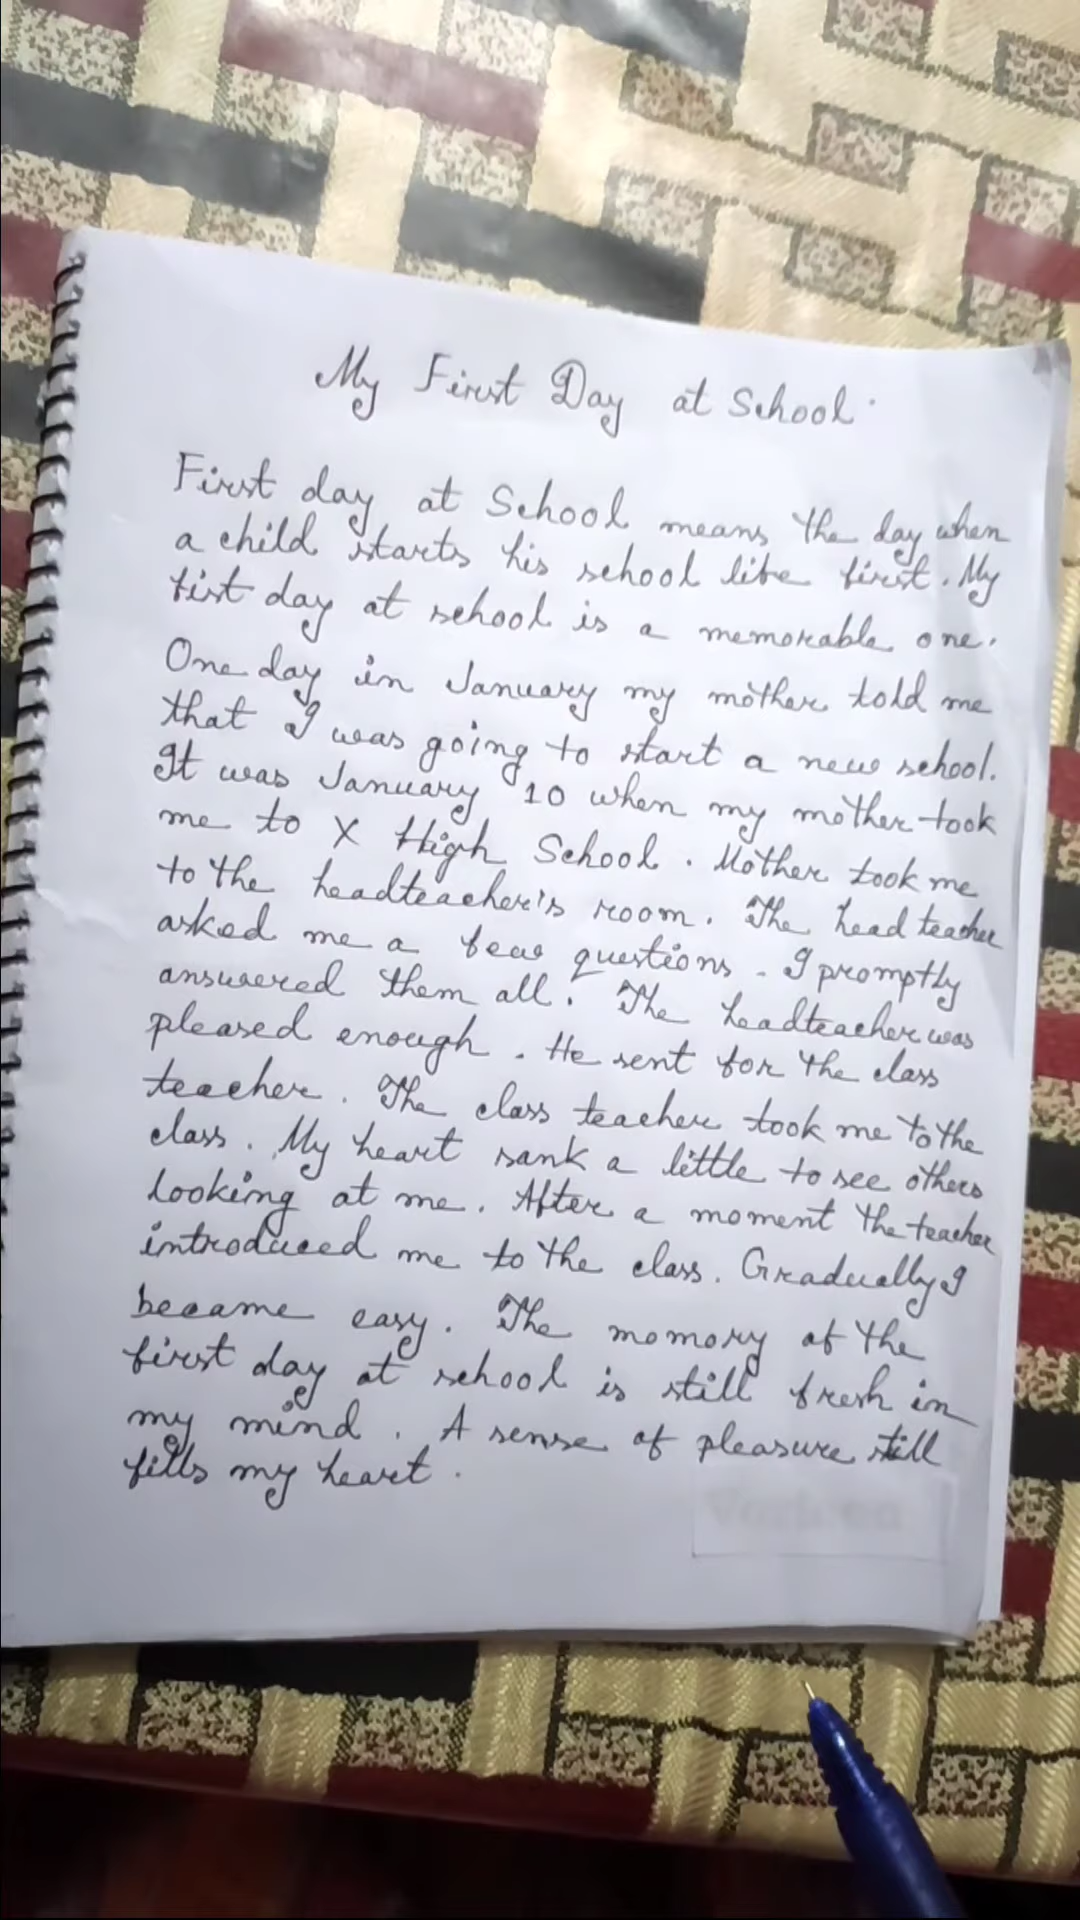 My First Day at School.
First day at School means the day when
a child starts his school life first. My
fist day at school is a memorable one.
One day in January my mother told me
that I was going to start a new school.
It was January 10 when my mother took
me to X High School. Mother took me
to the headteacher's room. The head teacher
asked me a few questions. I promptly
answered them all. The headteacher was
pleased enough. He sent for the class
teacher. The class teacher took me to the
class. My heart sank a little to see others
looking at me. After a moment the teacher
introduced me to the class. Gradually I
became easy. The momory of the
first day at school is still fresh in
my mind. A sense of pleasure still
fills my heart.